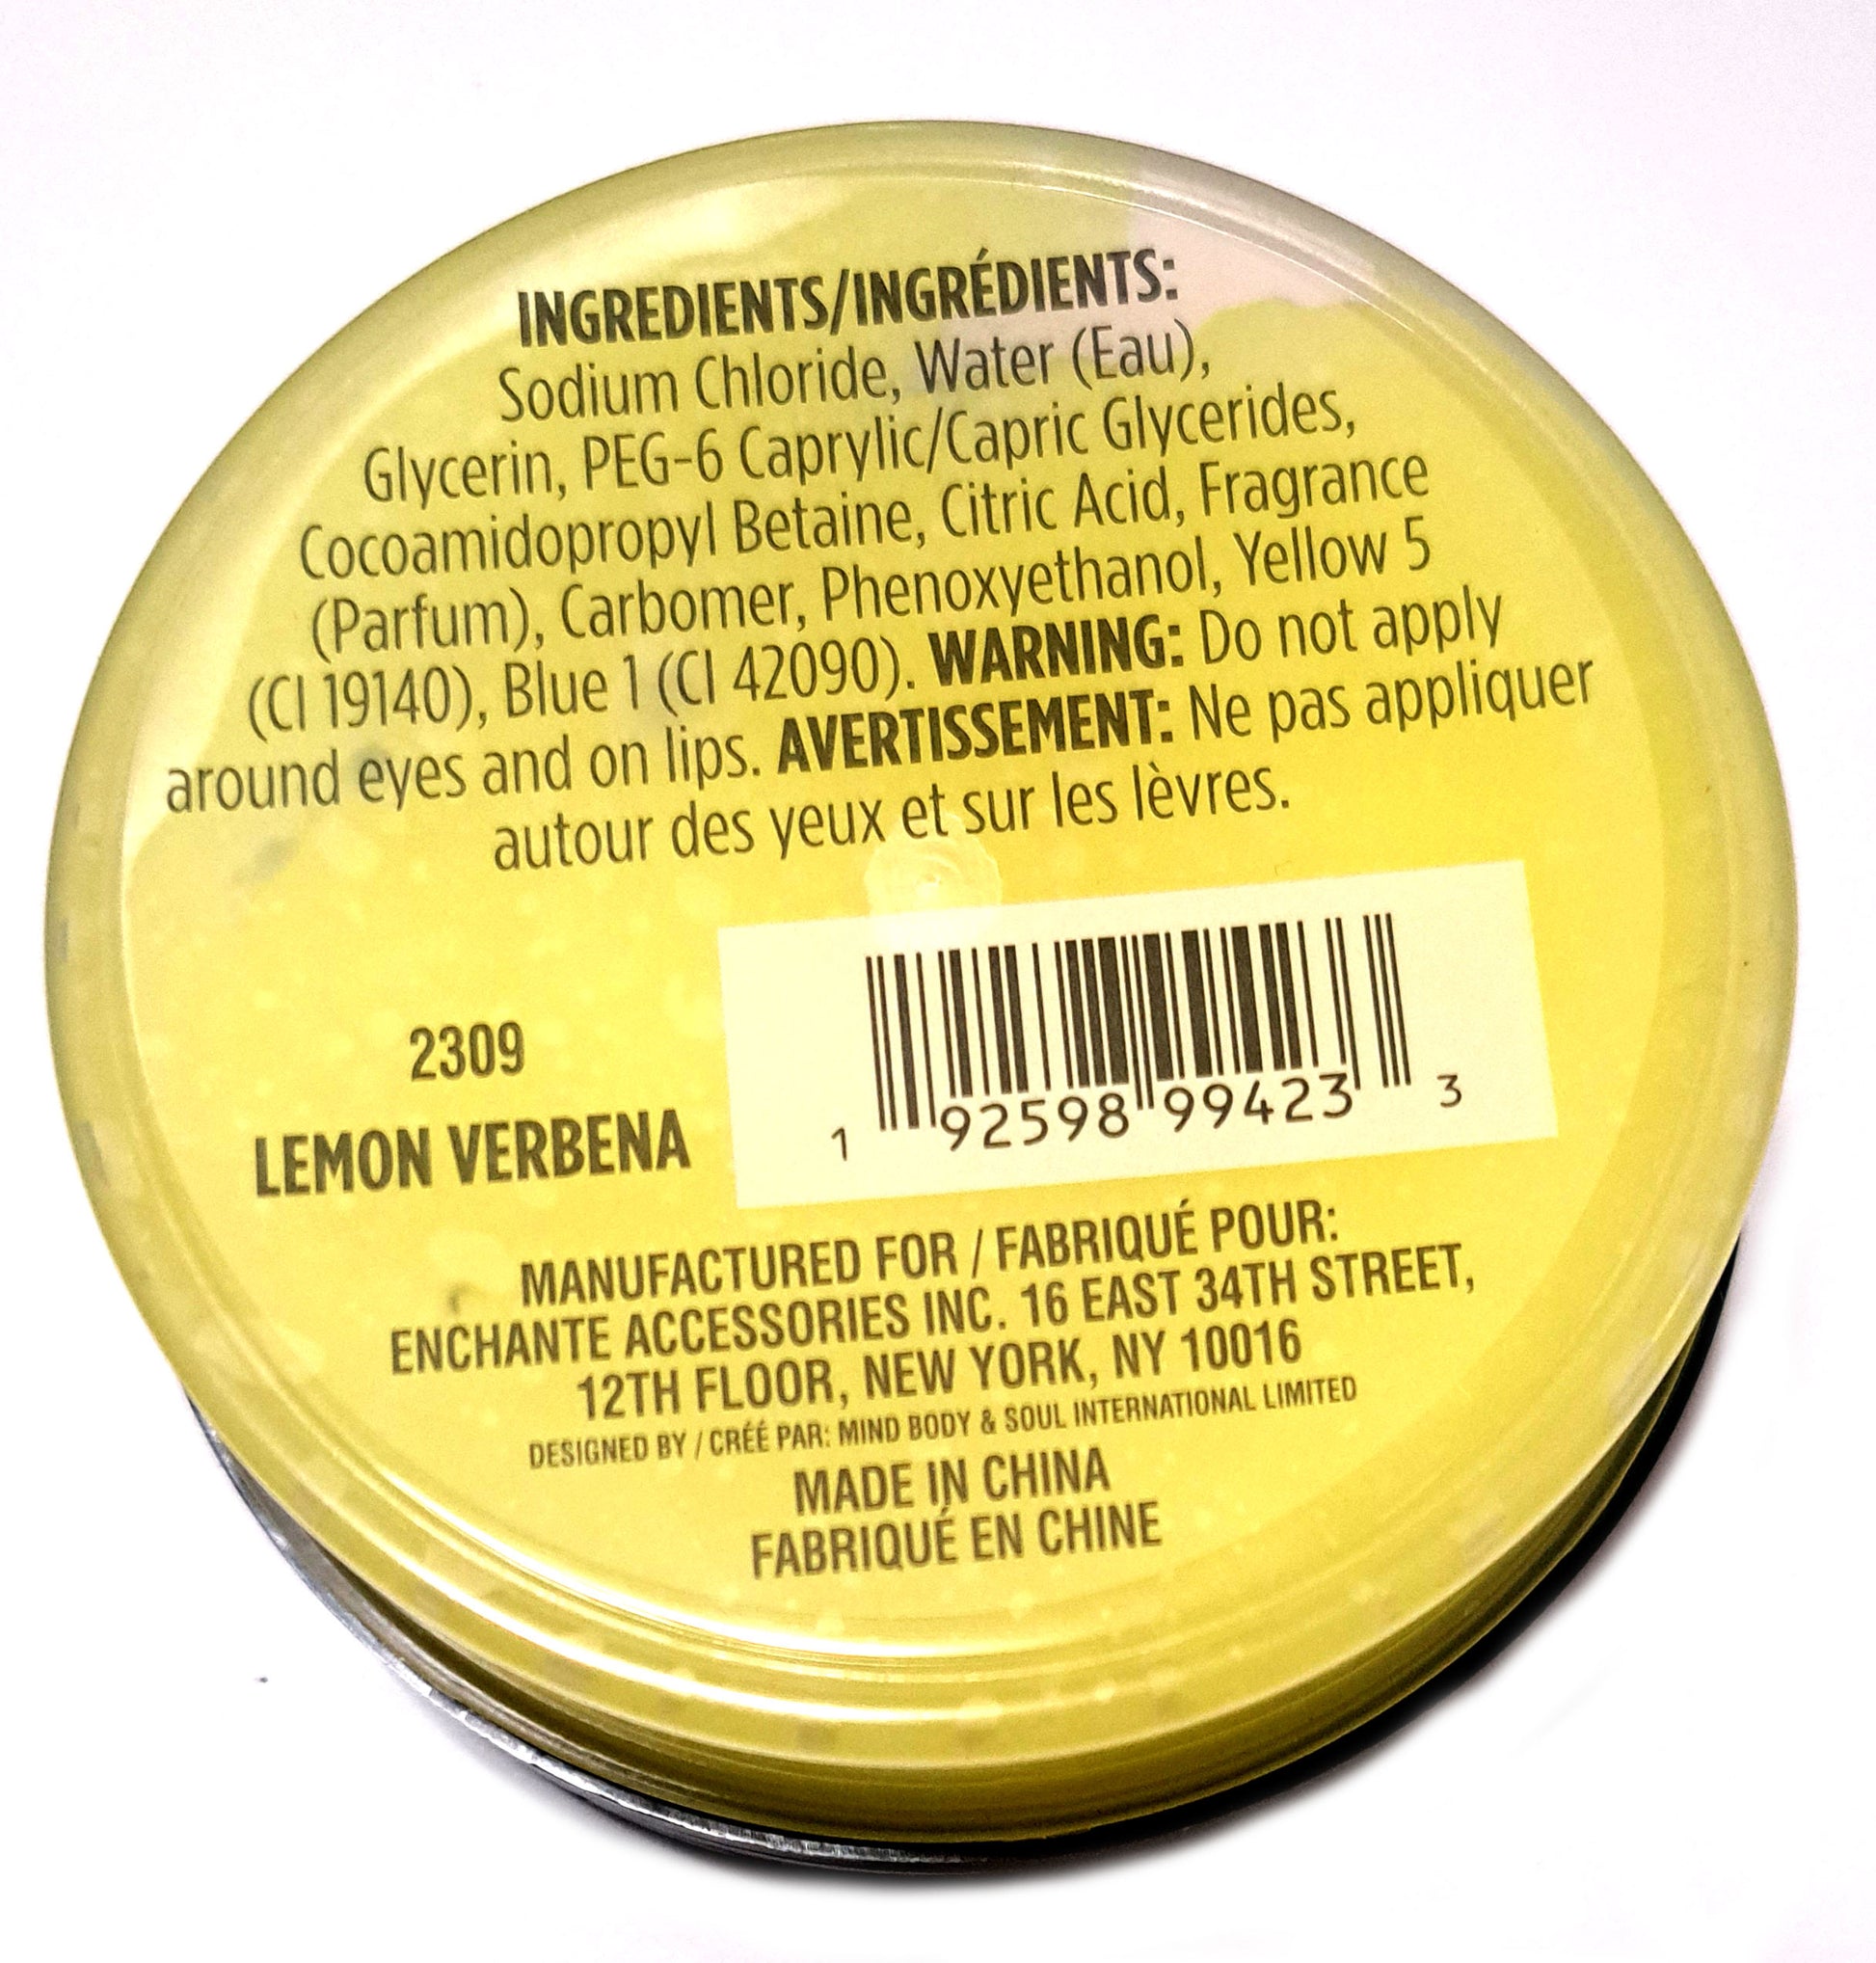 INGREDIENTS/INGRÉDIENTS:
Sodium Chloride, Water (Eau),
Glycerin, PEG-6 Caprylic/Capric Glycerides,
Cocoamidopropyl Betaine, Citric Acid, Fragrance
(Parfum), Carbomer, Phenoxyethanol, Yellow 5
(CI 19140), Blue 1 (CI 42090). WARNING: Do not apply
around eyes and on lips. AVERTISSEMENT: Ne pas appliquer
autour des yeux et sur les lèvres.
2309
LEMON VERBENA
1 92598 99423 3
MANUFACTURED FOR / FABRIQUÉ POUR:
ENCHANTE ACCESSORIES INC. 16 EAST 34TH STREET,
12TH FLOOR, NEW YORK, NY 10016
DESIGNED BY / CRÉÉ PAR: MIND BODY & SOUL INTERNATIONAL LIMITED
MADE IN CHINA
FABRIQUÉ EN CHINE